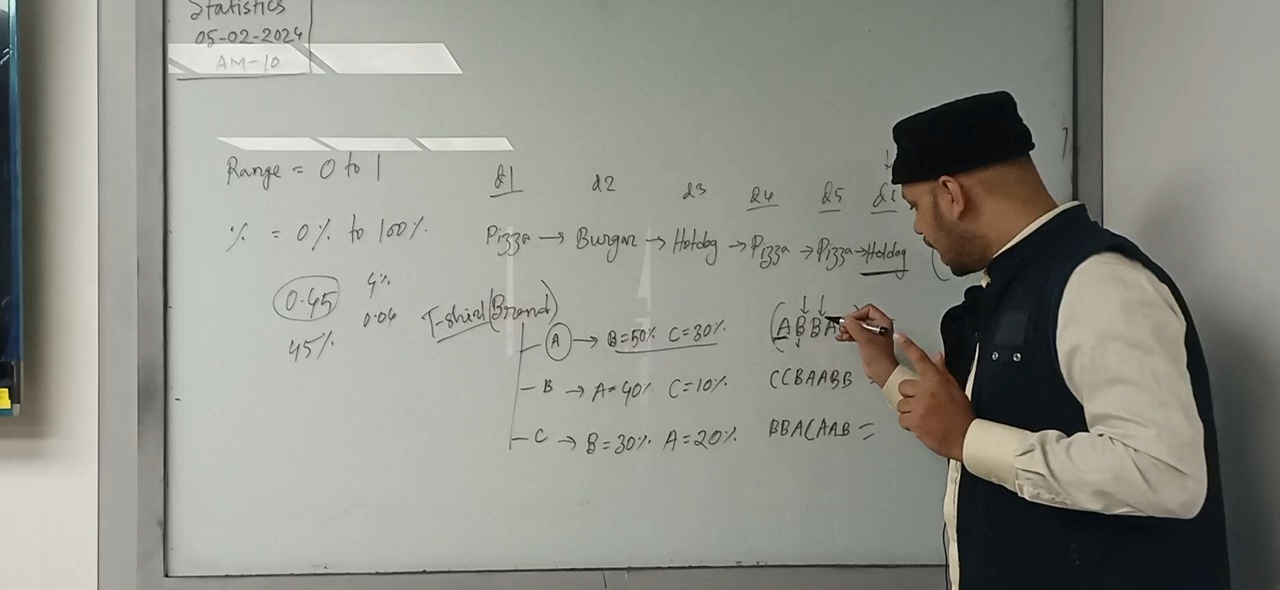 Statistics
05-02-2024
AM-10
Range = 0 to 1
% = 0% to 100%.
0.45 4%
0.04
45%
d1 d2 d3 d4 d5
Pizza → Burger → Hotdog → Pizza → Pizza → Hotdog
T-shirt (Brand)
A → B=50% C=30%. (ABBA
B → A=40% C=10%. CCBAABB
C → B=30% A=20% BBACAAB =